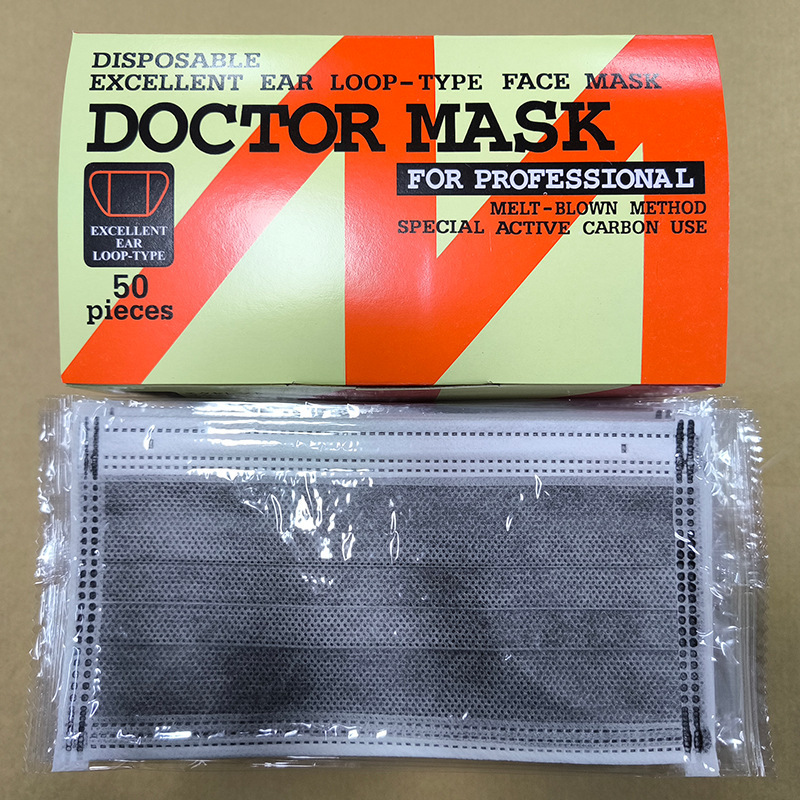 DISPOSABLE
EXCELLENT EAR LOOP-TYPE FACE MASK
DOCTOR MASK
FOR PROFESSIONAL
MELT-BLOWN METHOD
SPECIAL ACTIVE CARBON USE
EXCELLENT
EAR
LOOP-TYPE
50
pieces